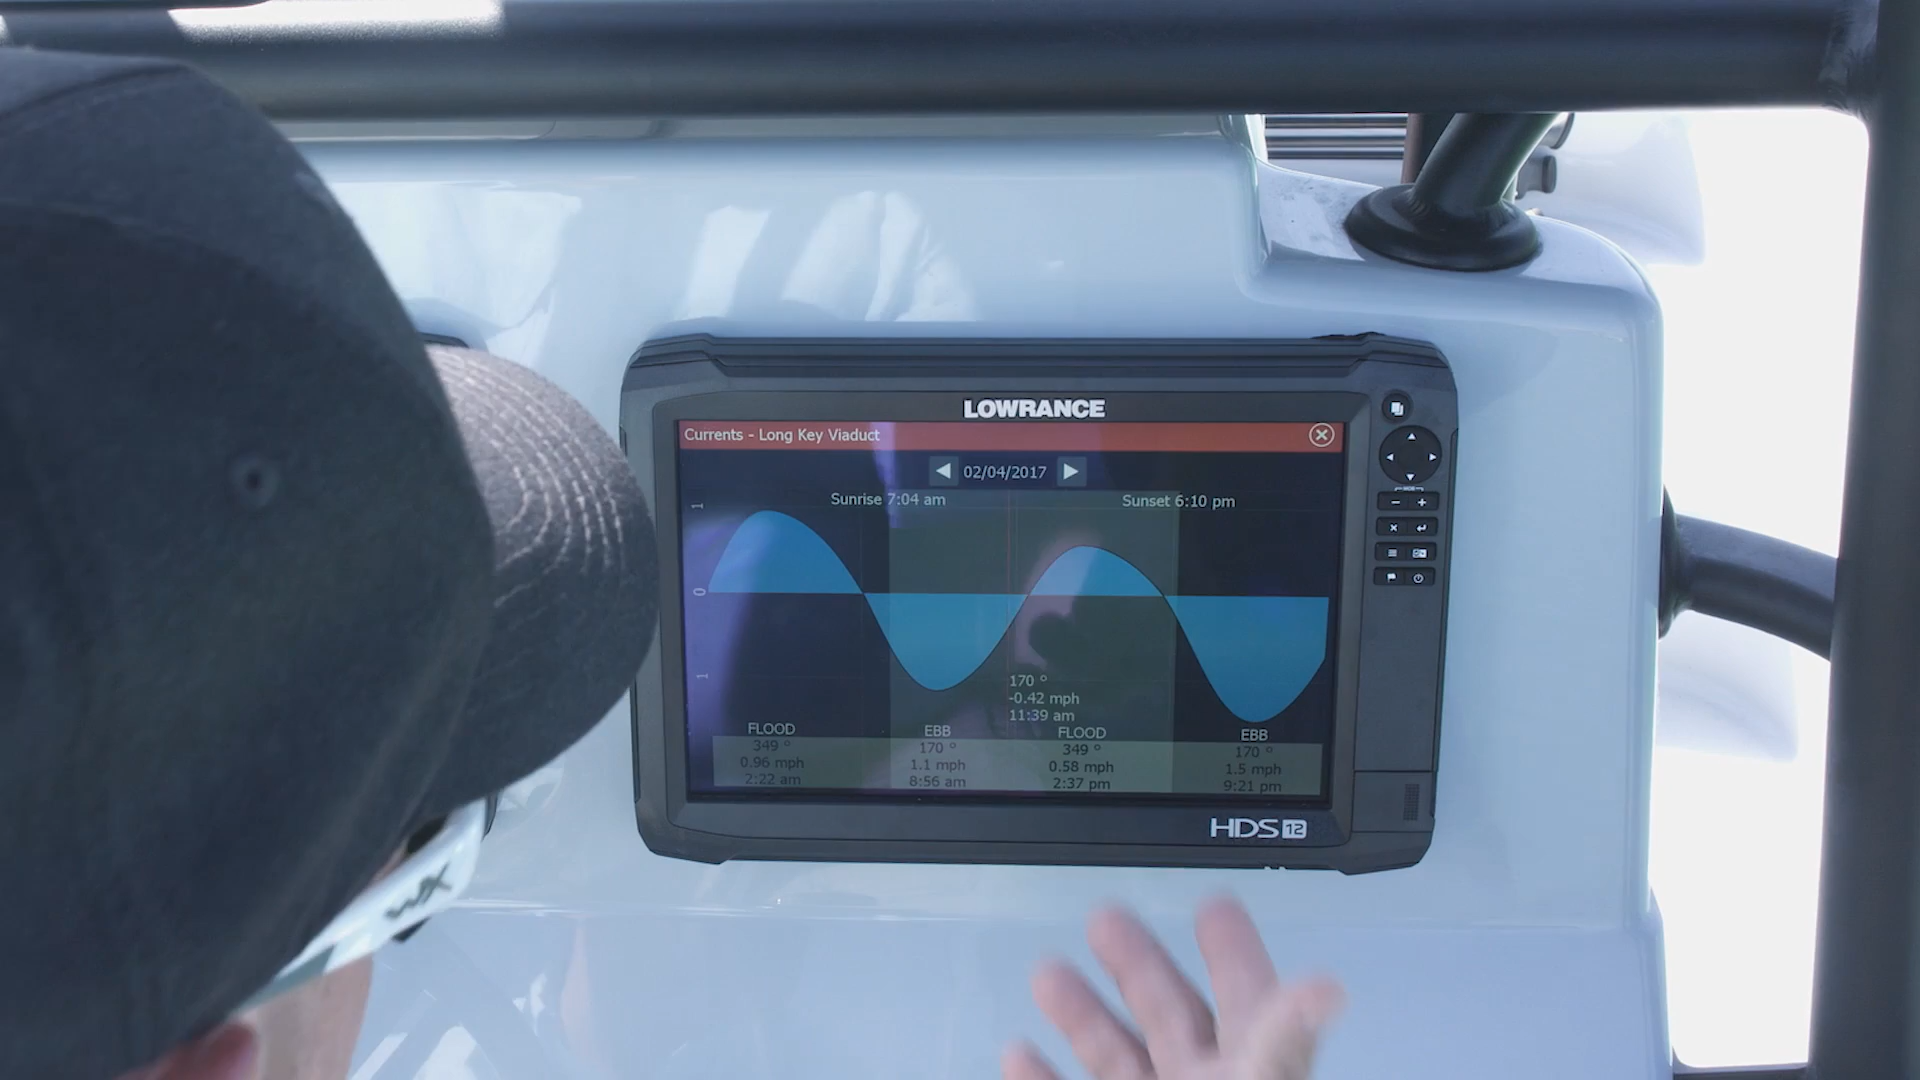 LOWRANCE
Currents - Long Key Viaduct
02/04/2017
Sunrise 7:04 am
Sunset 6:10 pm
1
0
1
170 °
-0.42 mph
11:39 am
FLOOD
349 °
0.96 mph
2:22 am
EBB
170 °
1.1 mph
8:56 am
FLOOD
349 °
0.58 mph
2:37 pm
EBB
170 °
1.5 mph
9:21 pm
HDS 12
WX